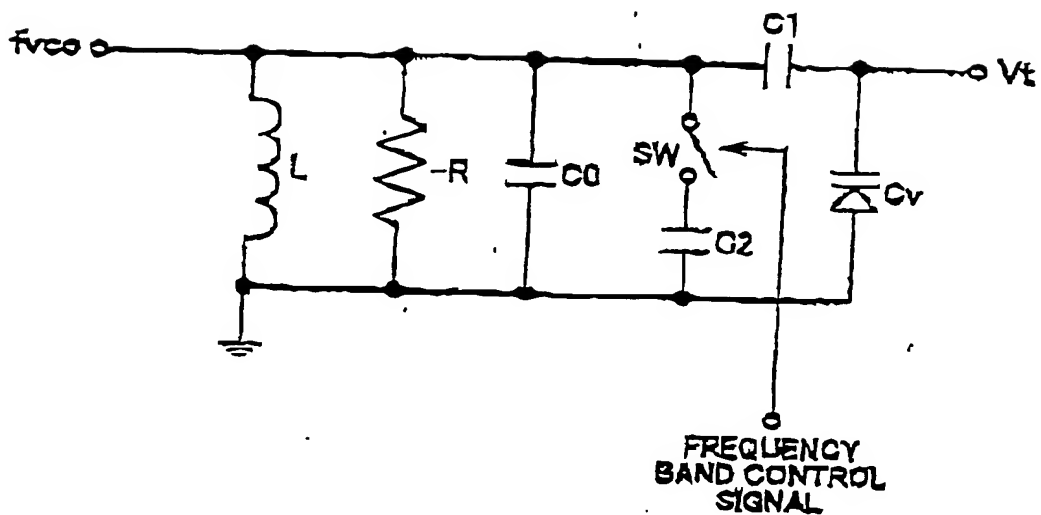 fvco
C1
Vt
L
-R
C0
SW
C2
Cv
FREQUENCY
BAND CONTROL
SIGNAL